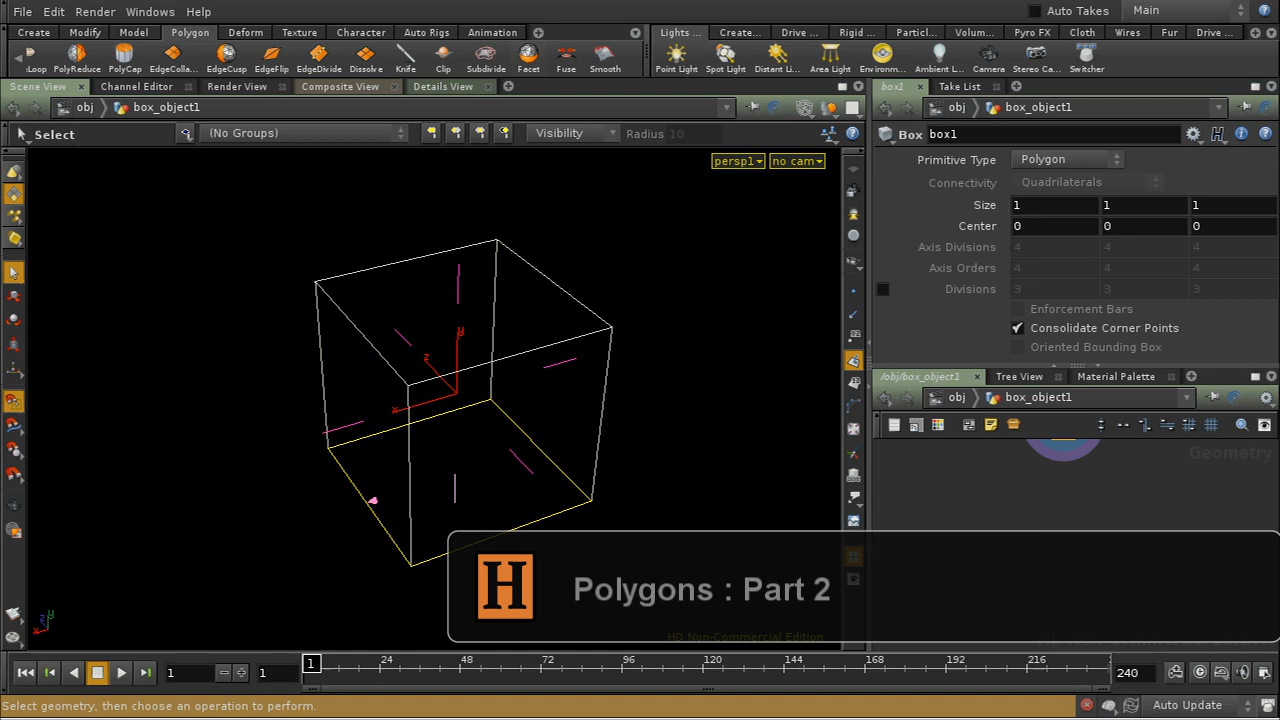 File Edit Render Windows Help Auto Takes Main
Create Modify Model Polygon Deform Texture Character Auto Rigs Animation Lights ... Create... Drive ... Rigid ... Particl... Volum... Pyro FX Cloth Wires Fur Drive ...
:Loop PolyReduce PolyCap EdgeColla... EdgeCusp EdgeFlip EdgeDivide Dissolve Knife Clip Subdivide Facet Fuse Smooth Point Light Spot Light Distant Li... Area Light Environm... Ambient L... Camera Stereo Ca... Switcher
Scene View Channel Editor Render View Composite View Details View box1 Take List
obj box_object1 obj box_object1
Select (No Groups) Visibility Radius 10 Box box1
persp1 no cam
Primitive Type Polygon
Connectivity Quadrilaterals
Size 1 1 1
Center 0 0 0
Axis Divisions 4 4 4
Axis Orders 4 4 4
Divisions 3 3 3
Enforcement Bars
Consolidate Corner Points
Oriented Bounding Box
y
z
x
/obj/box_object1 Tree View Material Palette
obj box_object1
Geometry
H Polygons : Part 2
HD Non-Commercial Edition
y
z
x
1 1 1 24 48 72 96 120 144 168 192 216 240
Select geometry, then choose an operation to perform. Auto Update